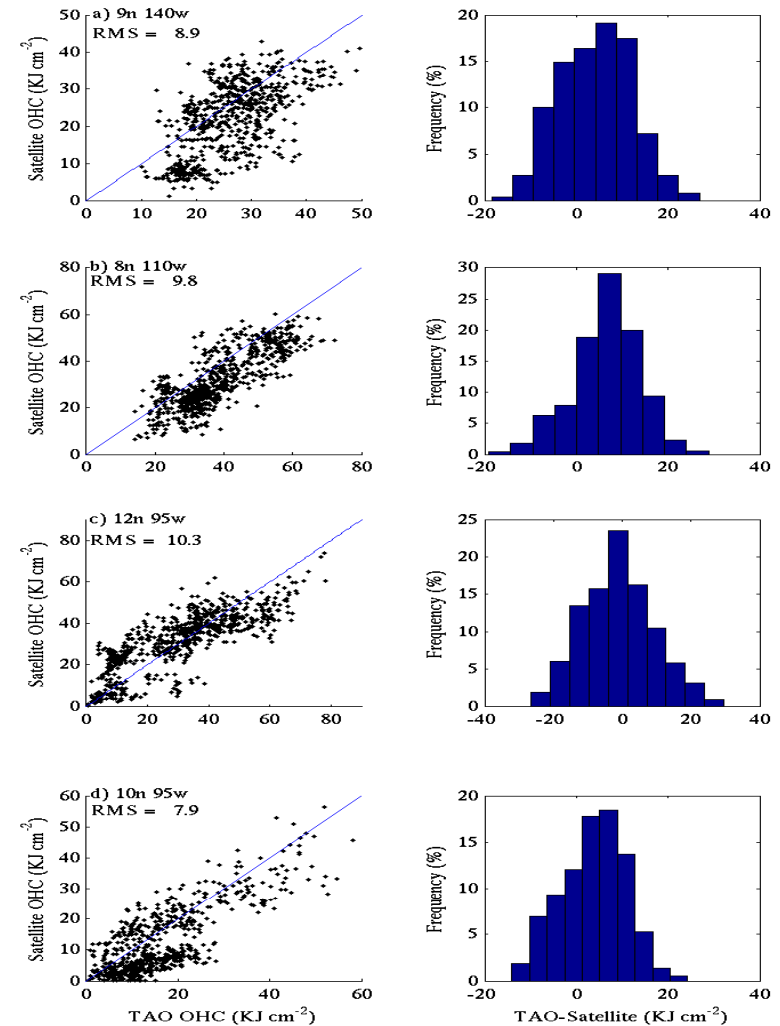 a) 9n 140w
RMS = 8.9
Satellite OHC (KJ cm-2)
50
40
30
20
10
0
0 10 20 30 40 50
Frequency (%)
20
15
10
5
0
-20 0 20 40
b) 8n 110w
RMS = 9.8
Satellite OHC (KJ cm-2)
80
60
40
20
0
0 20 40 60 80
Frequency (%)
30
25
20
15
10
5
0
-20 0 20 40
c) 12n 95w
RMS = 10.3
Satellite OHC (KJ cm-2)
80
60
40
20
0
0 20 40 60 80
Frequency (%)
25
20
15
10
5
0
-40 -20 0 20 40
d) 10n 95w
RMS = 7.9
Satellite OHC (KJ cm-2)
60
50
40
30
20
10
0
0 20 40 60
TAO OHC (KJ cm-2)
Frequency (%)
20
15
10
5
0
-40 -20 0 20 40
TAO-Satellite (KJ cm-2)